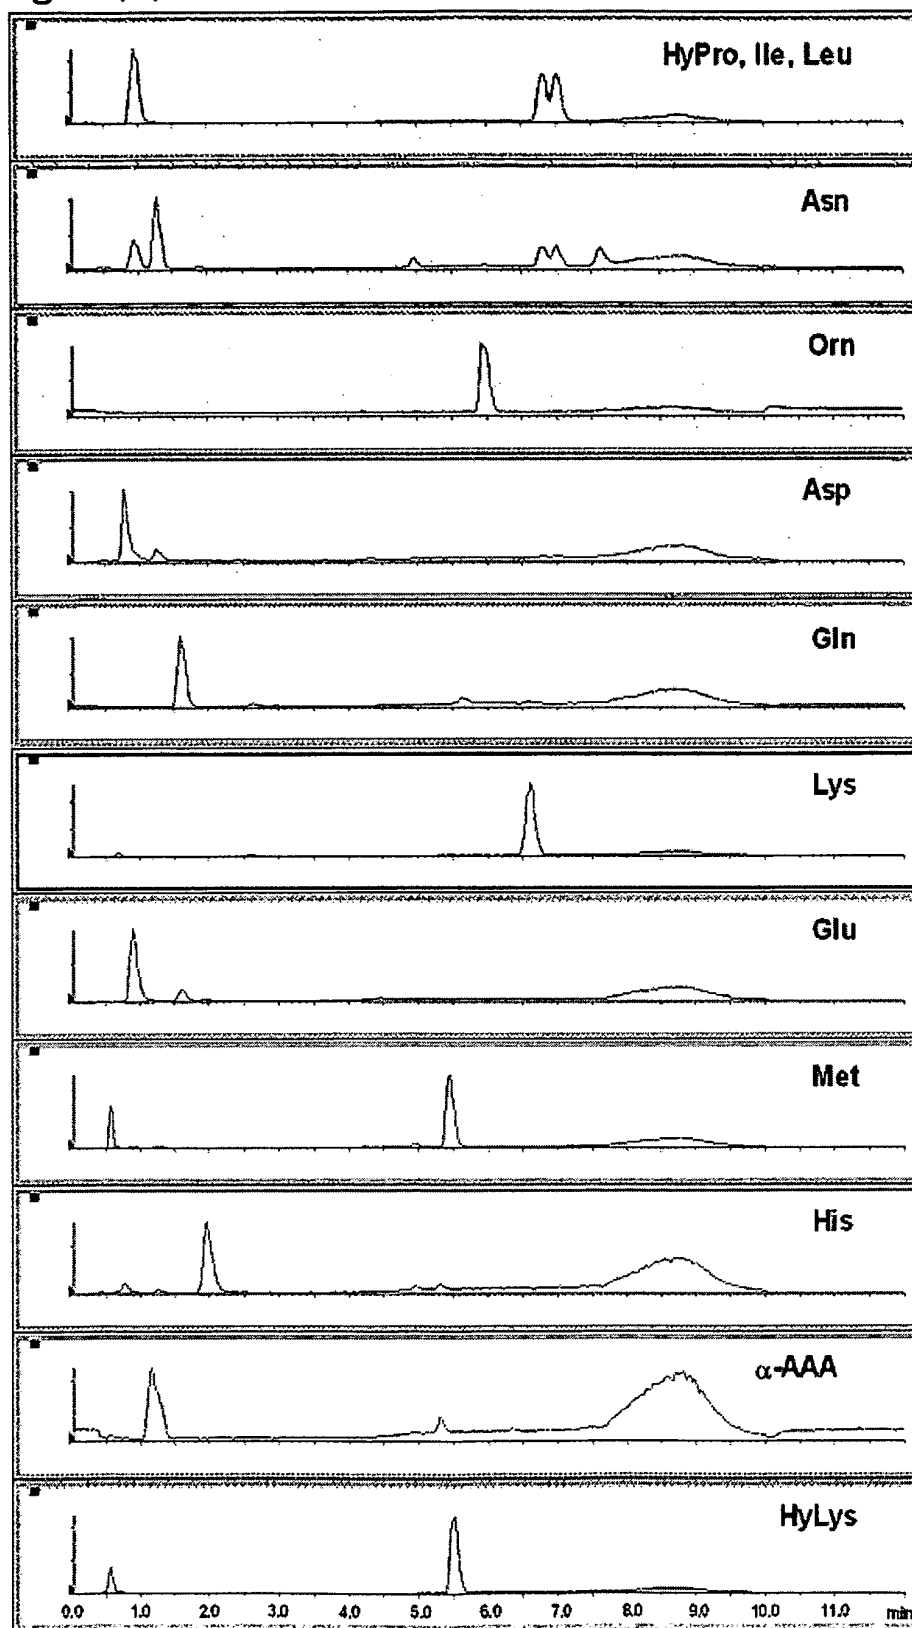 HyPro, Ile, Leu
Asn
Orn
Asp
Gln
Lys
Glu
Met
His
α-AAA
HyLys
0.0 1.0 2.0 3.0 4.0 5.0 6.0 7.0 8.0 9.0 10.0 11.0 min